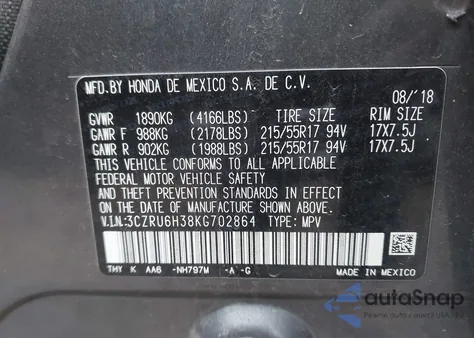 MFD.BY HONDA DE MEXICO S.A. DE C.V.
08/'18
GVWR 1890KG (4166LBS) TIRE SIZE RIM SIZE
GAWR F 988KG (2178LBS) 215/55R17 94V 17X7.5J
GAWR R 902KG (1988LBS) 215/55R17 94V 17X7.5J
THIS VEHICLE CONFORMS TO ALL APPLICABLE
FEDERAL MOTOR VEHICLE SAFETY, BUMPER,
AND THEFT PREVENTION STANDARDS IN EFFECT
ON THE DATE OF MANUFACTURE SHOWN ABOVE.
V.I.N:3CZRU6H38KG702864 TYPE: MPV
THY K AA6 -NH797M -A -G MADE IN MEXICO
autoSnap